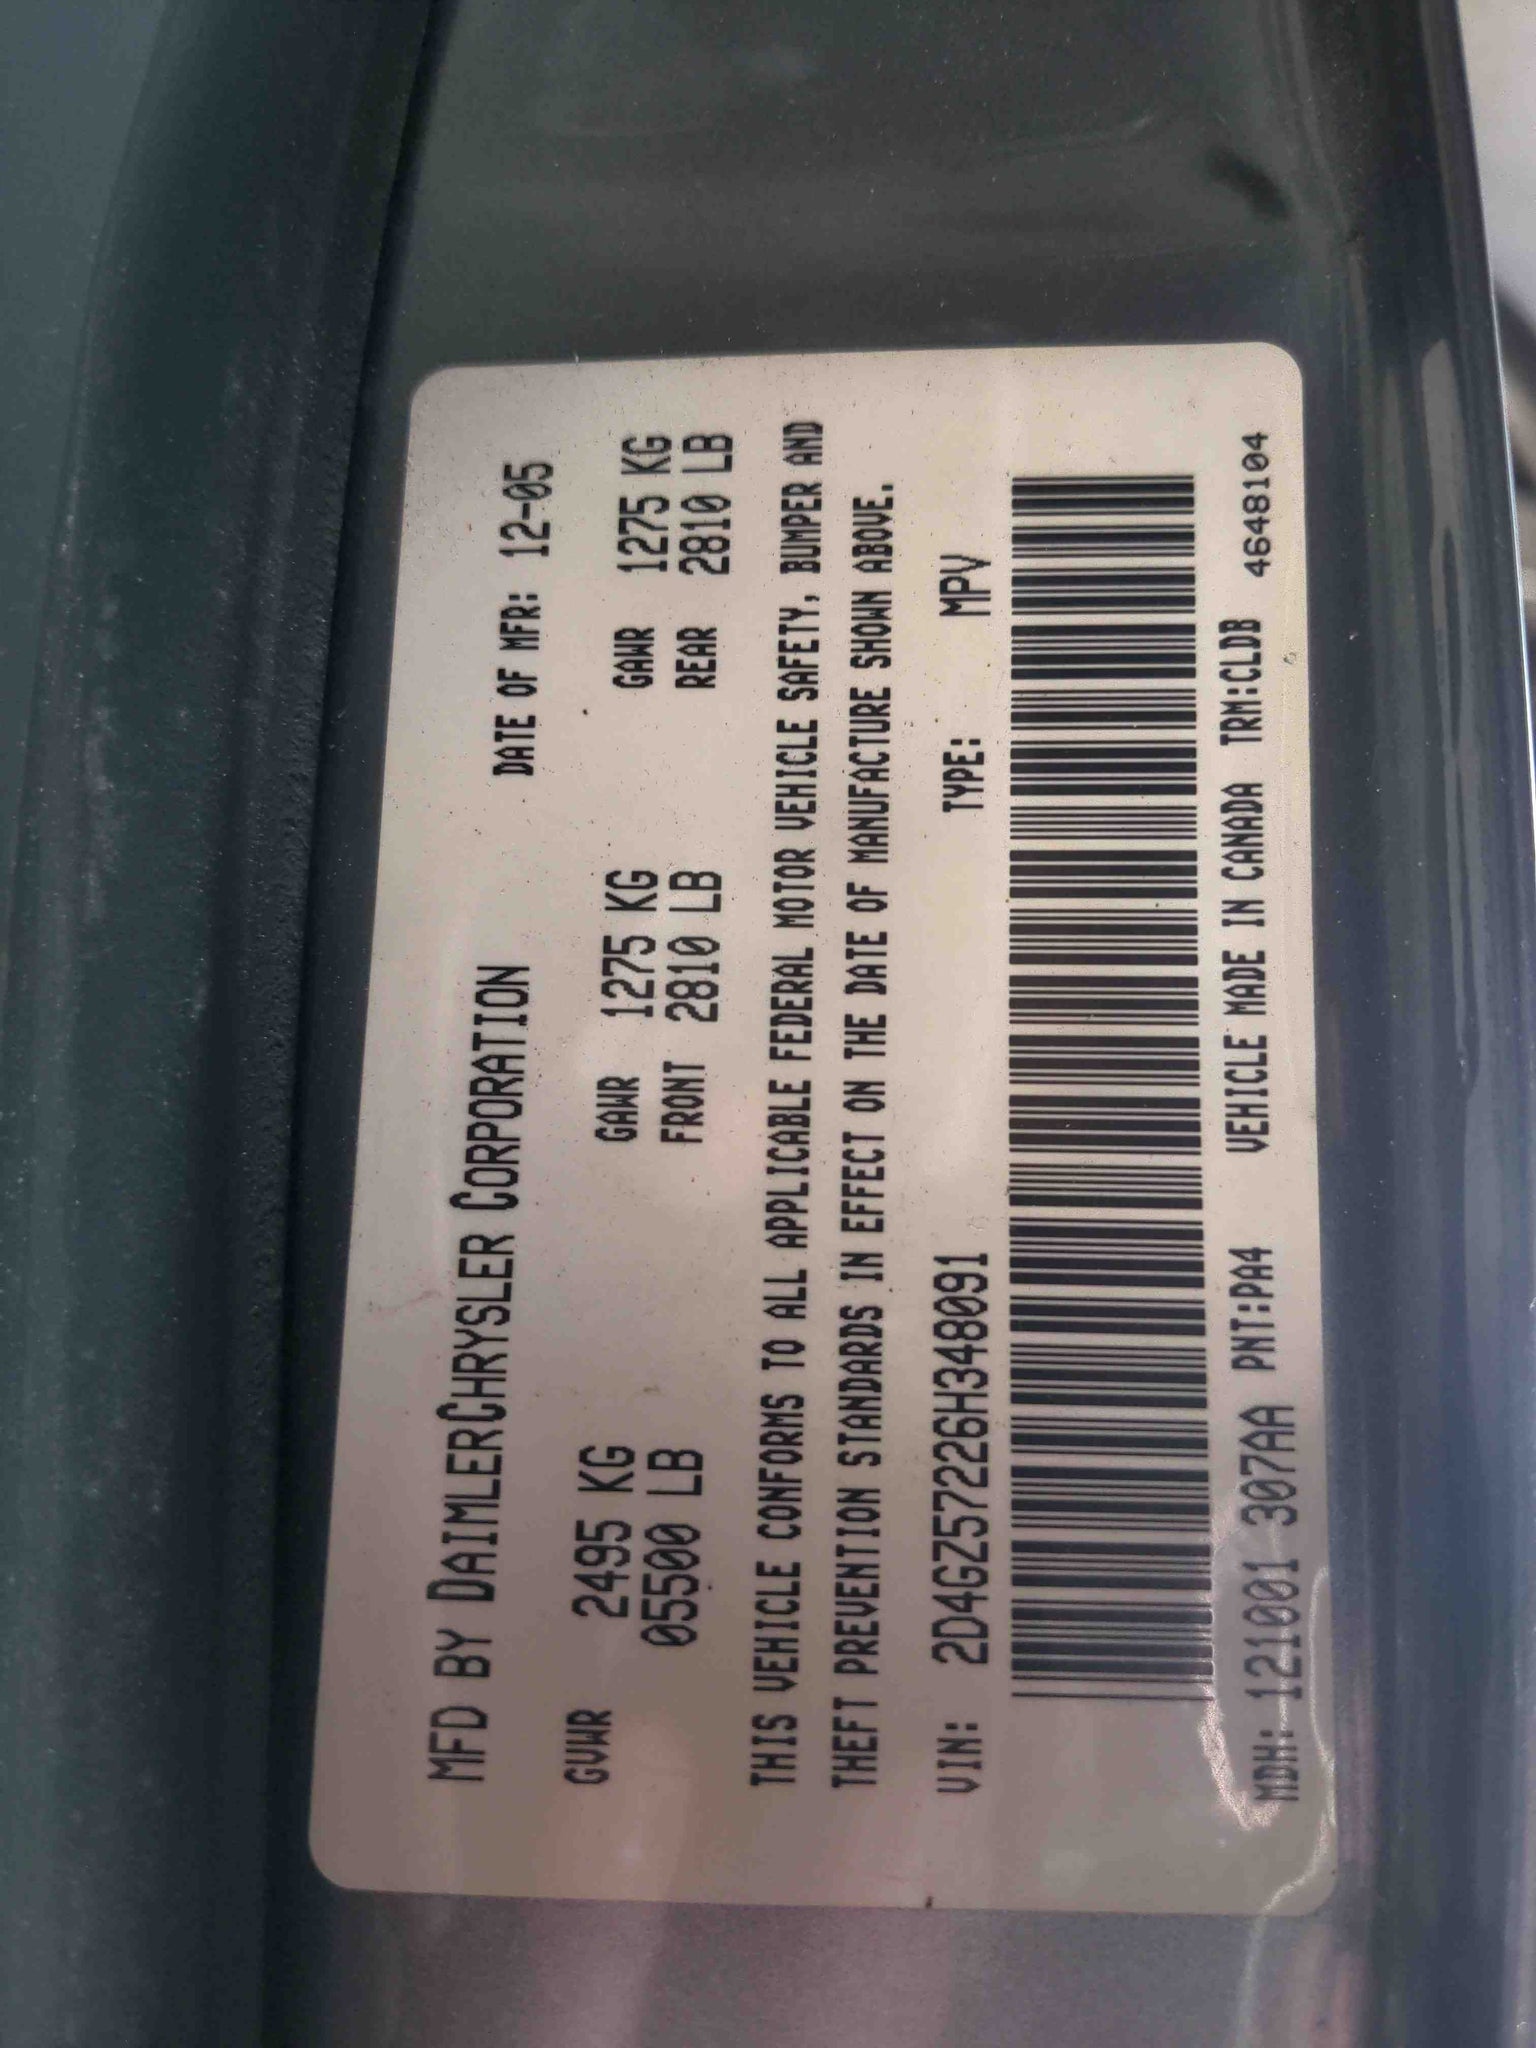 MFD BY DAIMLERCHRYSLER CORPORATION DATE OF MFR: 12-05
GVWR 2495 KG GAWR 1275 KG GAWR 1275 KG
05500 LB FRONT 2810 LB REAR 2810 LB
THIS VEHICLE CONFORMS TO ALL APPLICABLE FEDERAL MOTOR VEHICLE SAFETY, BUMPER AND
THEFT PREVENTION STANDARDS IN EFFECT ON THE DATE OF MANUFACTURE SHOWN ABOVE.
VIN: 2D4GZ57226H348091 TYPE: MPV
MDH: 121001 307AA PNT:PA4 VEHICLE MADE IN CANADA TRM:CLDB 4648104